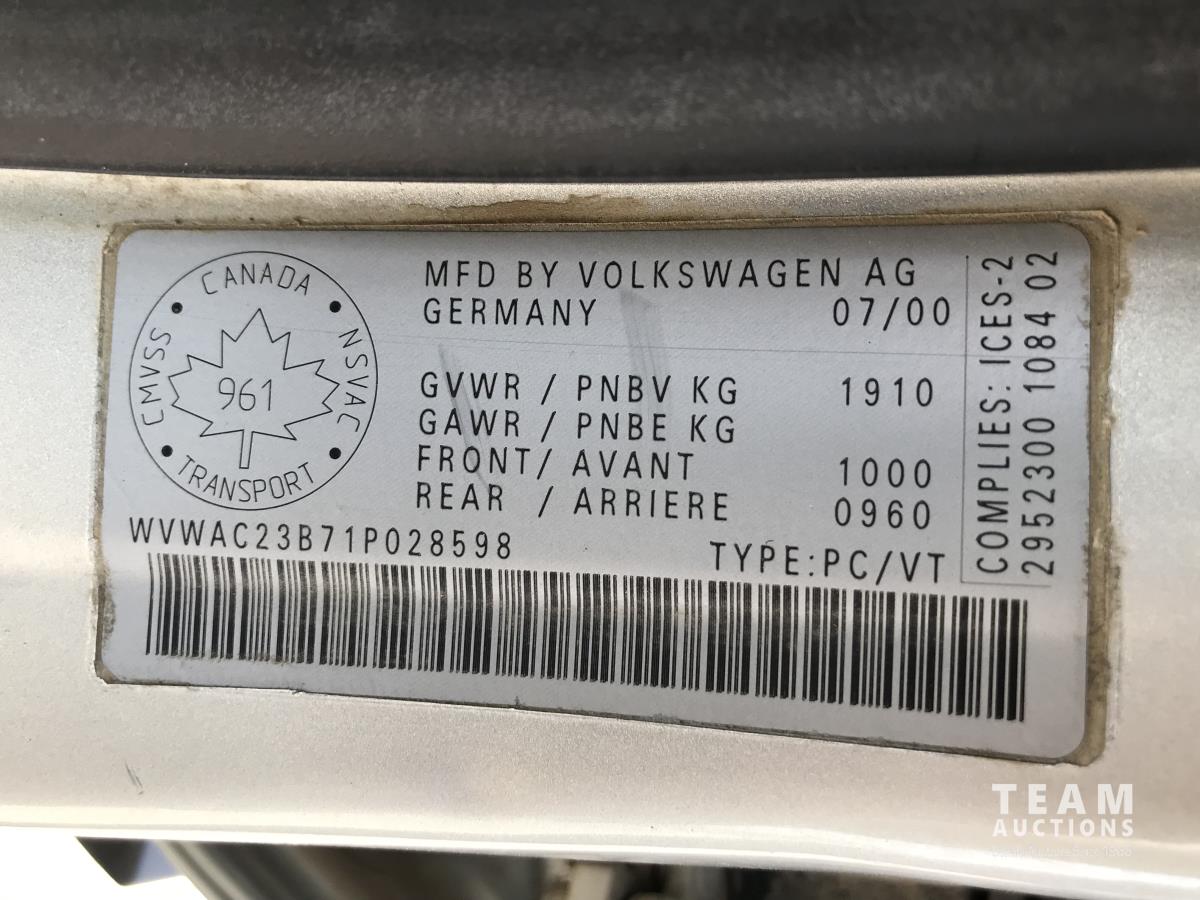 CANADA
CMVSS
NSVAC
961
TRANSPORT
MFD BY VOLKSWAGEN AG
GERMANY 07/00
GVWR / PNBV KG 1910
GAWR / PNBE KG
FRONT/ AVANT 1000
REAR / ARRIERE 0960
WVWAC23B71P028598
TYPE:PC/VT
COMPLIES: ICES-2
2952300 1084 02
TEAM
AUCTIONS